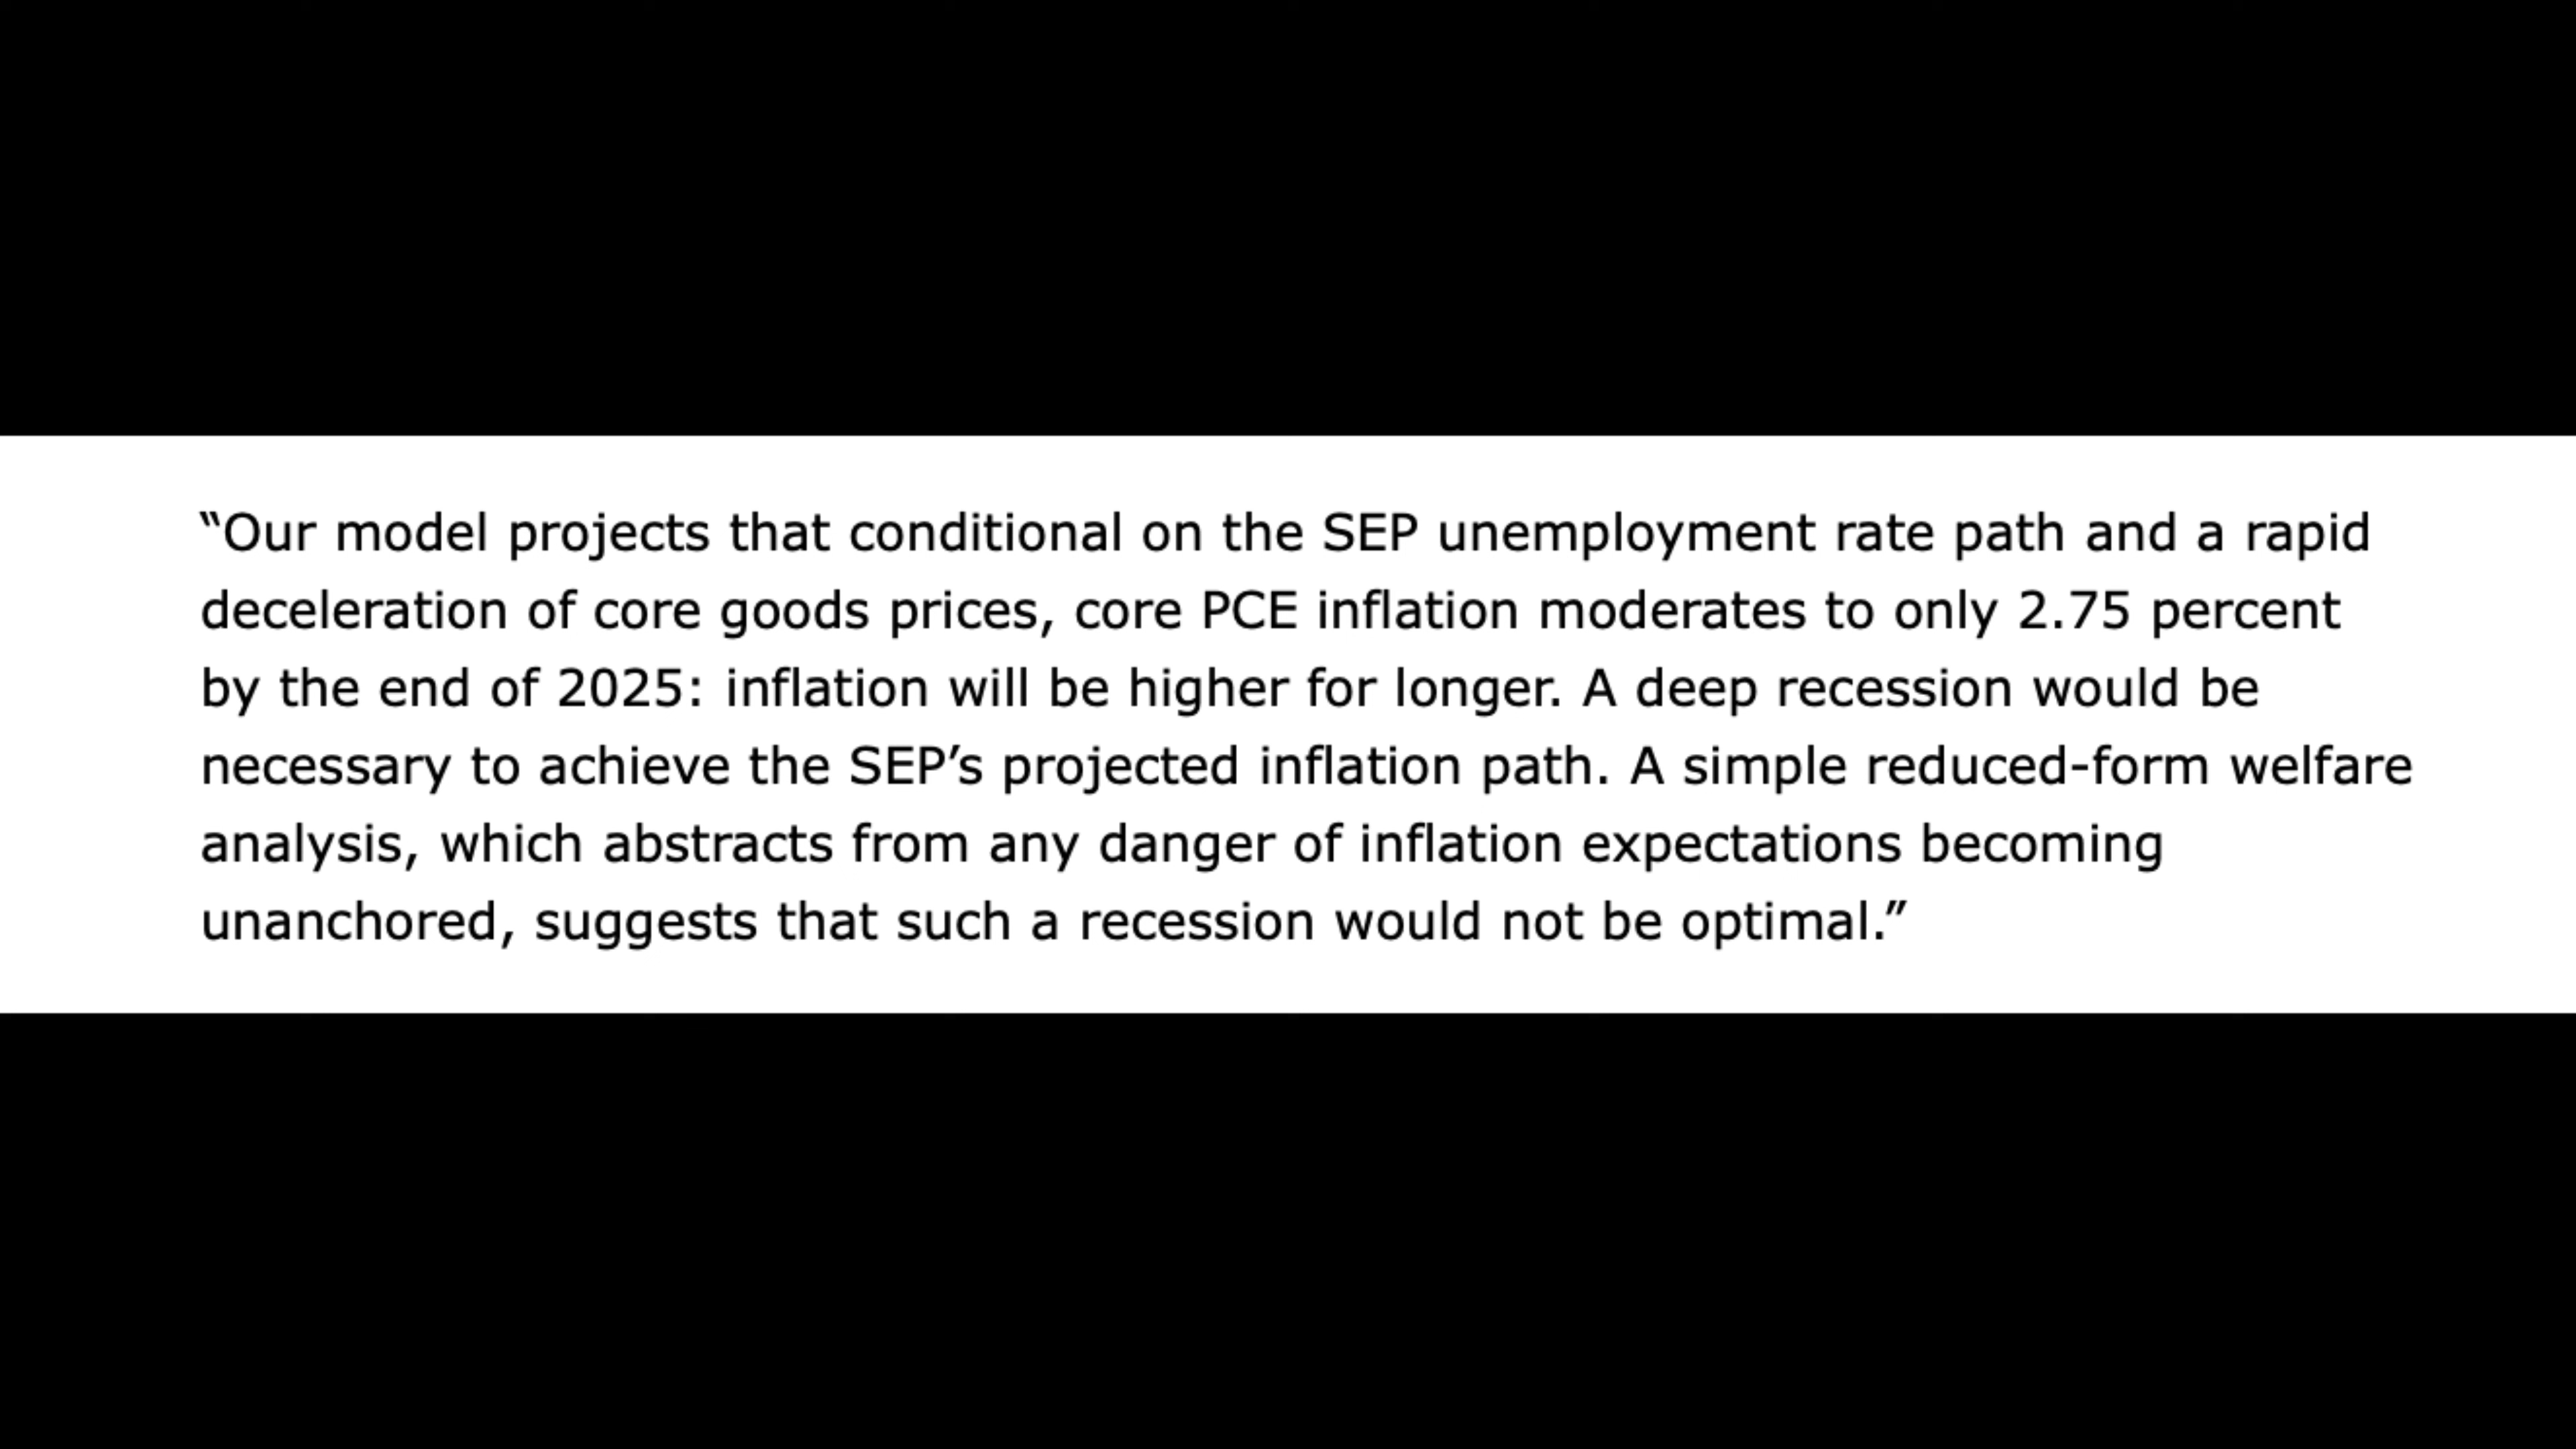 “Our model projects that conditional on the SEP unemployment rate path and a rapid
deceleration of core goods prices, core PCE inflation moderates to only 2.75 percent
by the end of 2025: inflation will be higher for longer. A deep recession would be
necessary to achieve the SEP’s projected inflation path. A simple reduced-form welfare
analysis, which abstracts from any danger of inflation expectations becoming
unanchored, suggests that such a recession would not be optimal.”